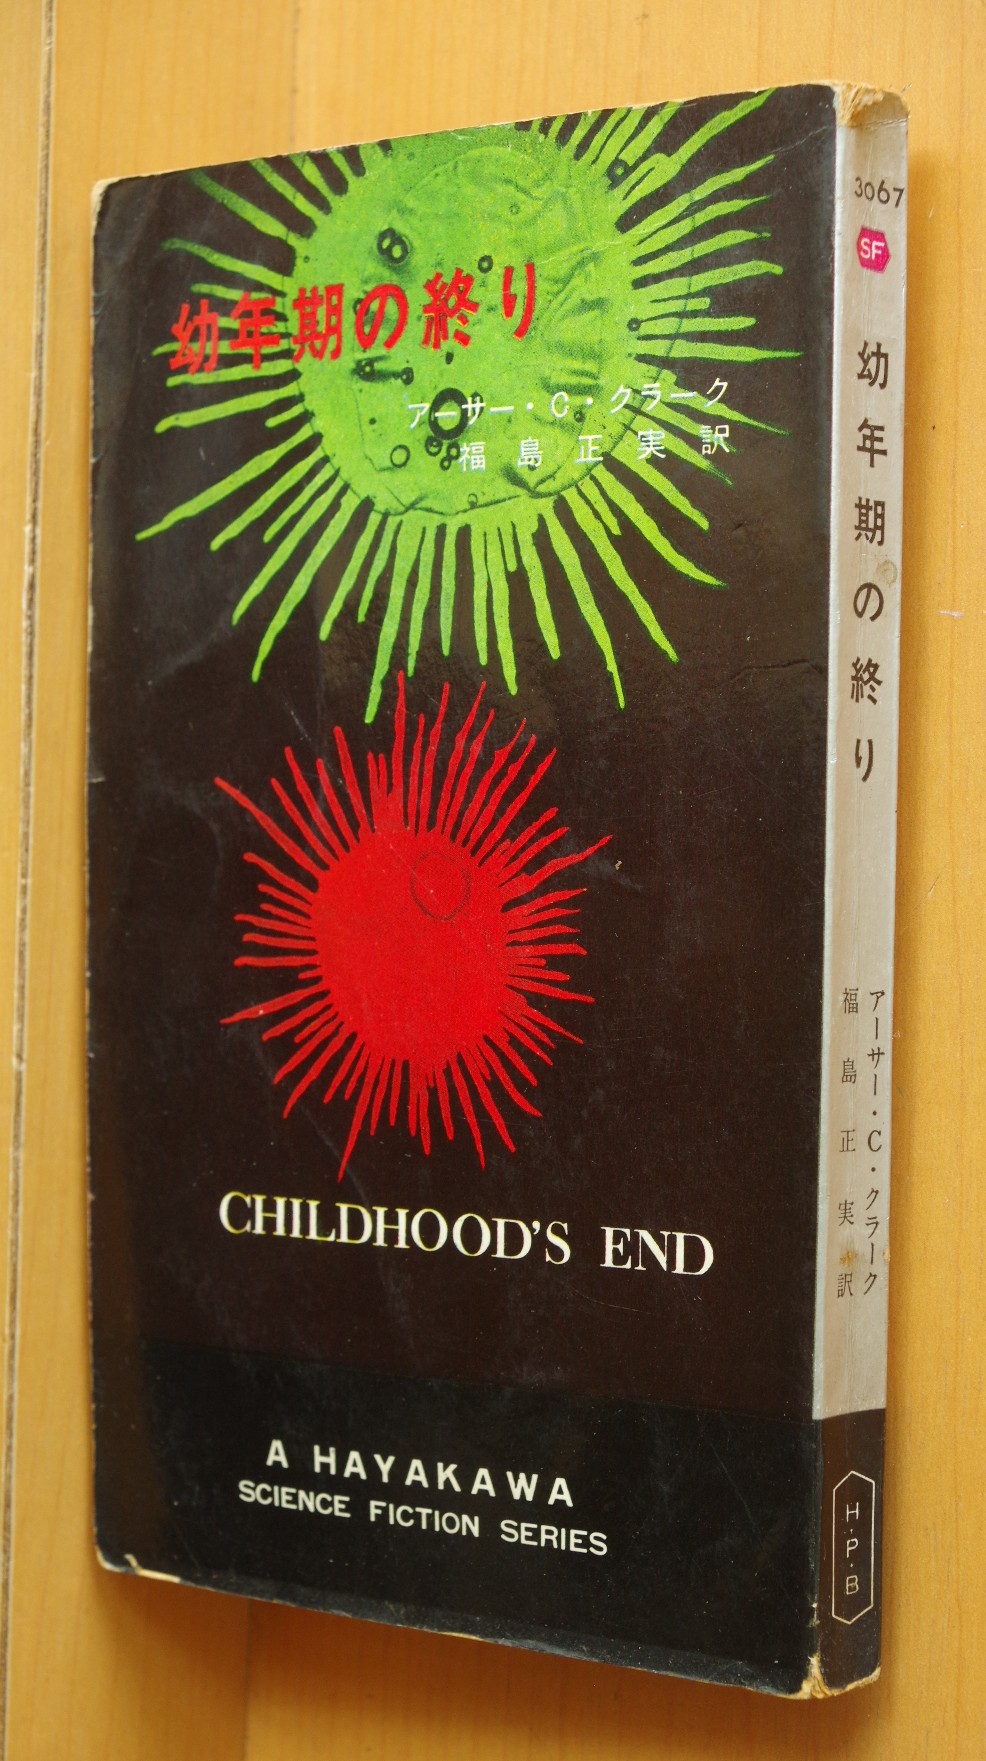 幼年期の終り
アーサー・C・クラーク
福島正実訳
CHILDHOOD'S END
A HAYAKAWA
SCIENCE FICTION SERIES
3067
SF
幼年期の終り
アーサー・C・クラーク
福島正実訳
H・P・B